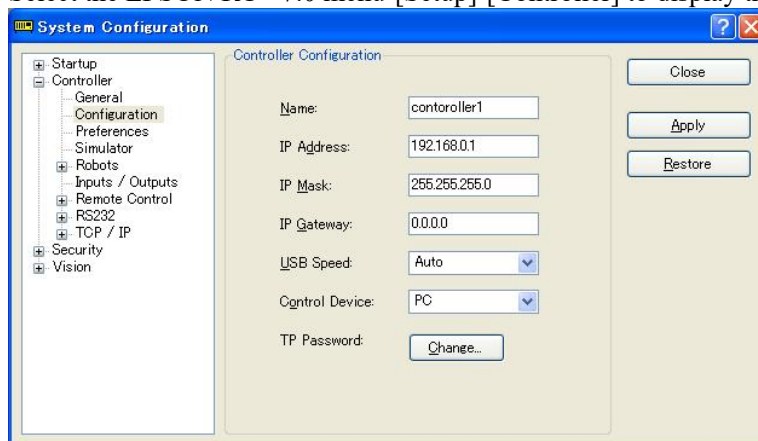 System Configuration
Startup
Controller
General
Configuration
Preferences
Simulator
Robots
Inputs / Outputs
Remote Control
RS232
TCP / IP
Security
Vision
Controller Configuration
Name: contoroller1
IP Address: 192.168.0.1
IP Mask: 255.255.255.0
IP Gateway: 0.0.0.0
USB Speed: Auto
Control Device: PC
TP Password: Change...
Close
Apply
Restore